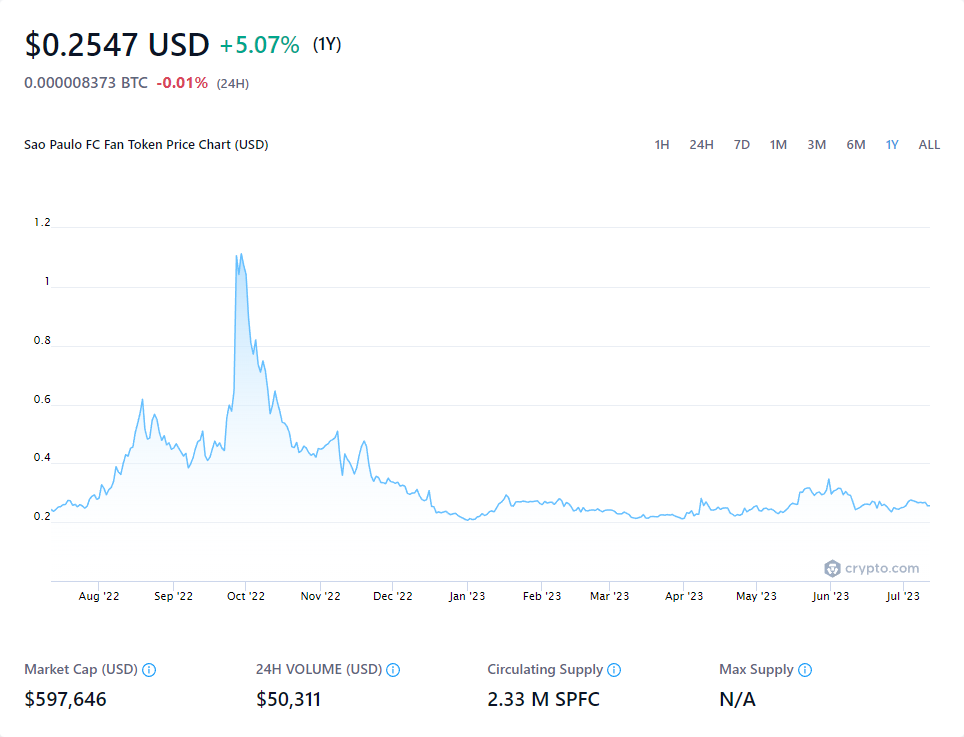 $0.2547 USD +5.07% (1Y)
0.000008373 BTC -0.01% (24H)
Sao Paulo FC Fan Token Price Chart (USD) 1H 24H 7D 1M 3M 6M 1Y ALL
1.2
1
0.8
0.6
0.4
0.2
crypto.com
Aug '22 Sep '22 Oct '22 Nov '22 Dec '22 Jan '23 Feb '23 Mar '23 Apr '23 May '23 Jun '23 Jul '23
Market Cap (USD) 24H VOLUME (USD) Circulating Supply Max Supply
$597,646 $50,311 2.33 M SPFC N/A